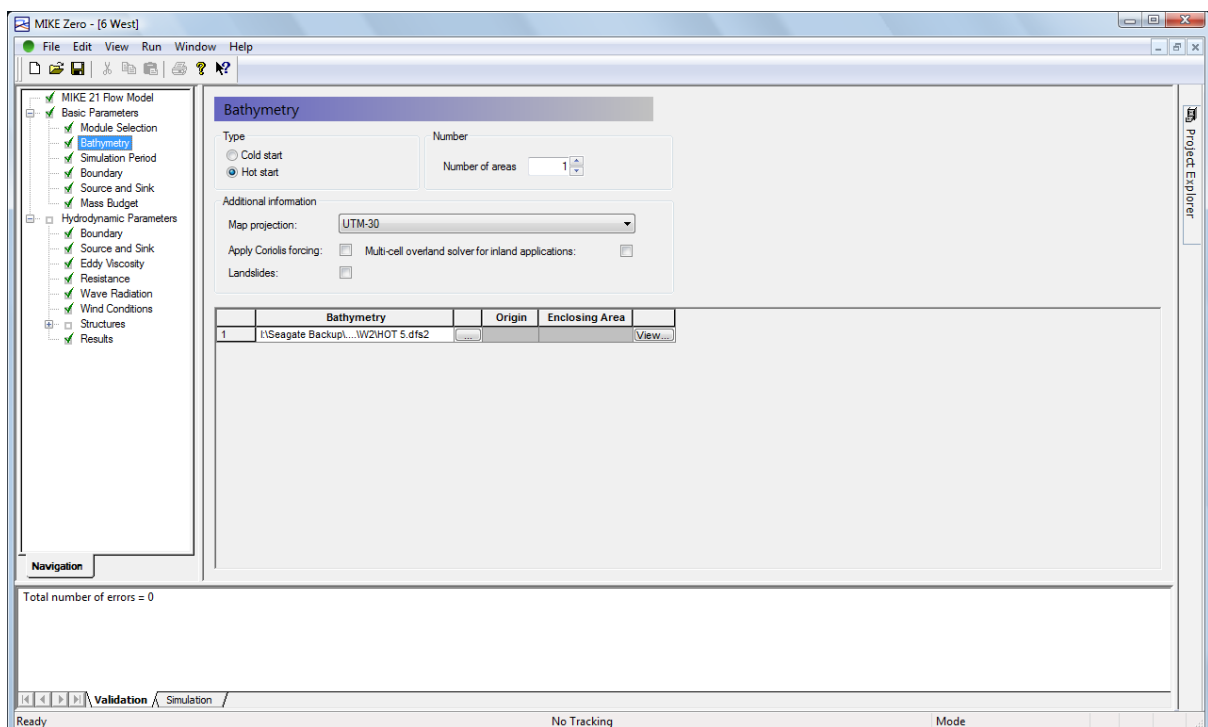 MIKE Zero - [6 West]
File Edit View Run Window Help
MIKE 21 Flow Model
Basic Parameters
Module Selection
Bathymetry
Simulation Period
Boundary
Source and Sink
Mass Budget
Hydrodynamic Parameters
Boundary
Source and Sink
Eddy Viscosity
Resistance
Wave Radiation
Wind Conditions
Structures
Results
Navigation
Bathymetry
Type
Cold start
Hot start
Number
Number of areas 1
Additional information
Map projection: UTM-30
Apply Coriolis forcing: Multi-cell overland solver for inland applications:
Landslides:
Bathymetry Origin Enclosing Area
1 I:\Seagate Backup\....\W2\HOT 5.dfs2 ... View...
Project Explorer
Total number of errors = 0
Validation Simulation
Ready No Tracking Mode